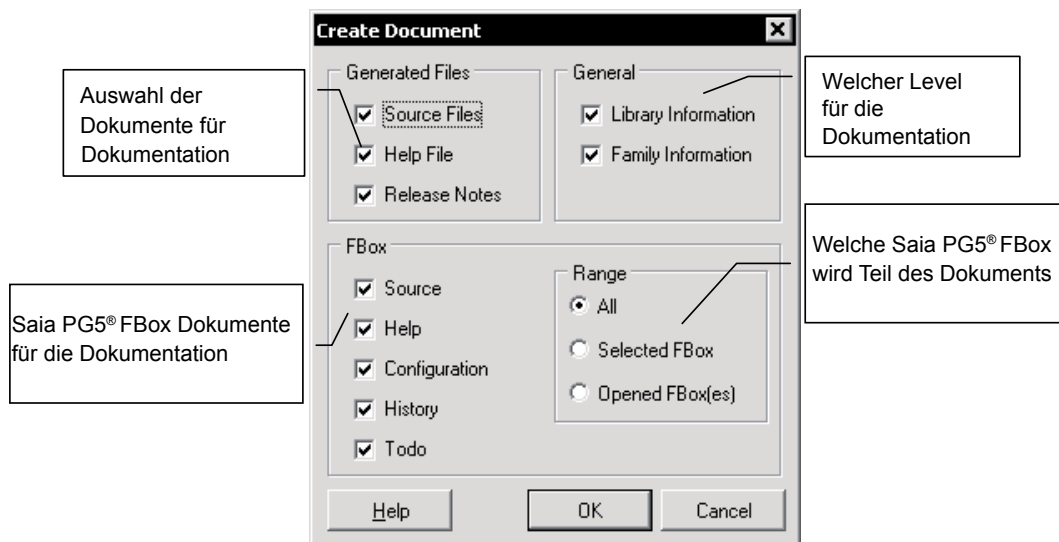 Create Document
Auswahl der
Dokumente für
Dokumentation
Generated Files
Source Files
Help File
Release Notes
General
Library Information
Family Information
Welcher Level
für die
Dokumentation
Welche Saia PG5® FBox
wird Teil des Dokuments
Saia PG5® FBox Dokumente
für die Dokumentation
FBox
Source
Help
Configuration
History
Todo
Range
All
Selected FBox
Opened FBox(es)
Help
OK
Cancel